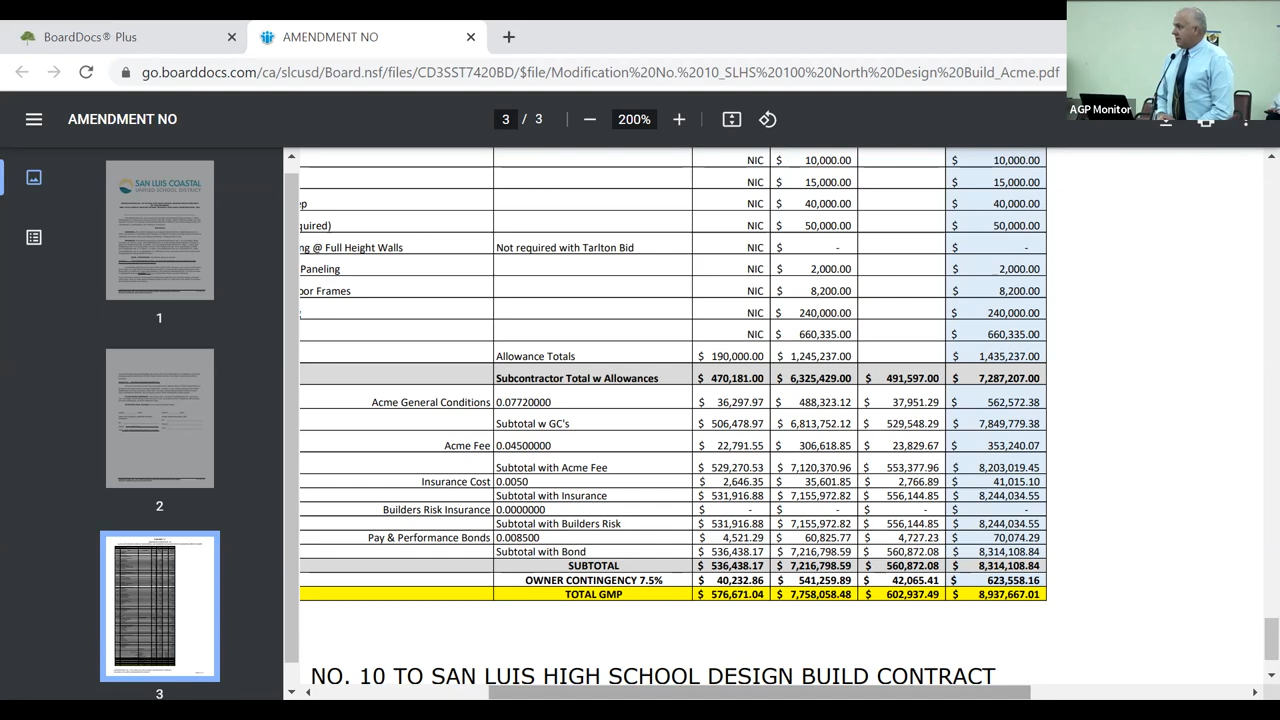 BoardDocs® Plus
AMENDMENT NO
go.boarddocs.com/ca/slcusd/Board.nsf/files/CD3SST7420BD/$file/Modification%20No.%2010_SLHS%20100%20North%20Design%20Build_Acme.pdf
AGP Monitor
AMENDMENT NO
3 / 3
200%
SAN LUIS COASTAL
UNIFIED SCHOOL DISTRICT
1
2
3
NIC $ 10,000.00 $ 10,000.00
NIC $ 15,000.00 $ 15,000.00
ep NIC $ 40,000.00 $ 40,000.00
quired) NIC $ 50,000.00 $ 50,000.00
ng @ Full Height Walls Not required with Tarlton Bid NIC $ - $ -
Paneling NIC $ 2,000.00 $ 2,000.00
oor Frames NIC $ 8,200.00 $ 8,200.00
NIC $ 240,000.00 $ 240,000.00
NIC $ 660,335.00 $ 660,335.00
Allowance Totals $ 190,000.00 $ 1,245,237.00 $ 1,435,237.00
Subcontractor Total w Allowances $ 470,181.00 $ 6,325,429.00 $ 491,597.00 $ 7,287,207.00
Acme General Conditions 0.07720000 $ 36,297.97 $ 488,323.12 $ 37,951.29 $ 562,572.38
Subtotal w GC's $ 506,478.97 $ 6,813,752.12 $ 529,548.29 $ 7,849,779.38
Acme Fee 0.04500000 $ 22,791.55 $ 306,618.85 $ 23,829.67 $ 353,240.07
Subtotal with Acme Fee $ 529,270.53 $ 7,120,370.96 $ 553,377.96 $ 8,203,019.45
Insurance Cost 0.0050 $ 2,646.35 $ 35,601.85 $ 2,766.89 $ 41,015.10
Subtotal with Insurance $ 531,916.88 $ 7,155,972.82 $ 556,144.85 $ 8,244,034.55
Builders Risk Insurance 0.0000000 $ - $ - $ - $ -
Subtotal with Builders Risk $ 531,916.88 $ 7,155,972.82 $ 556,144.85 $ 8,244,034.55
Pay & Performance Bonds 0.008500 $ 4,521.29 $ 60,825.77 $ 4,727.23 $ 70,074.29
Subtotal with Bond $ 536,438.17 $ 7,216,798.59 $ 560,872.08 $ 8,314,108.84
SUBTOTAL $ 536,438.17 $ 7,216,798.59 $ 560,872.08 $ 8,314,108.84
OWNER CONTINGENCY 7.5% $ 40,232.86 $ 541,259.89 $ 42,065.41 $ 623,558.16
TOTAL GMP $ 576,671.04 $ 7,758,058.48 $ 602,937.49 $ 8,937,667.01
NO. 10 TO SAN LUIS HIGH SCHOOL DESIGN BUILD CONTRACT